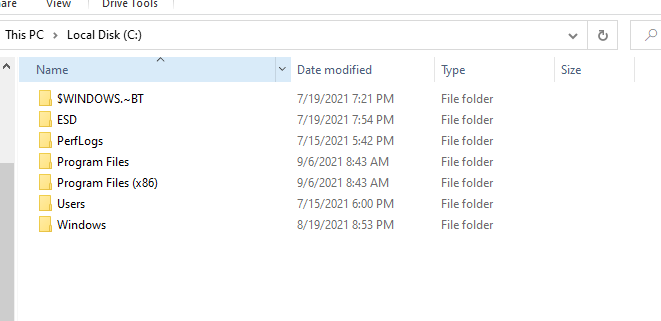 View Drive Tools
This PC > Local Disk (C:)
Name Date modified Type Size
$WINDOWS.~BT 7/19/2021 7:21 PM File folder
ESD 7/19/2021 7:54 PM File folder
PerfLogs 7/15/2021 5:42 PM File folder
Program Files 9/6/2021 8:43 AM File folder
Program Files (x86) 9/6/2021 8:43 AM File folder
Users 7/15/2021 6:00 PM File folder
Windows 8/19/2021 8:53 PM File folder